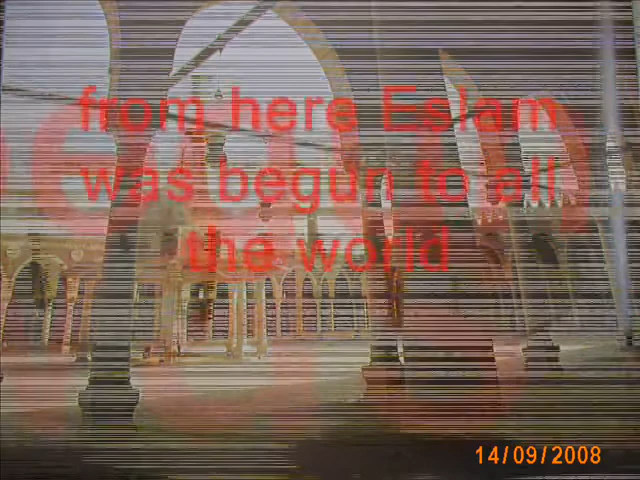 from here Eslam
was begun to all
the world
14/09/2008